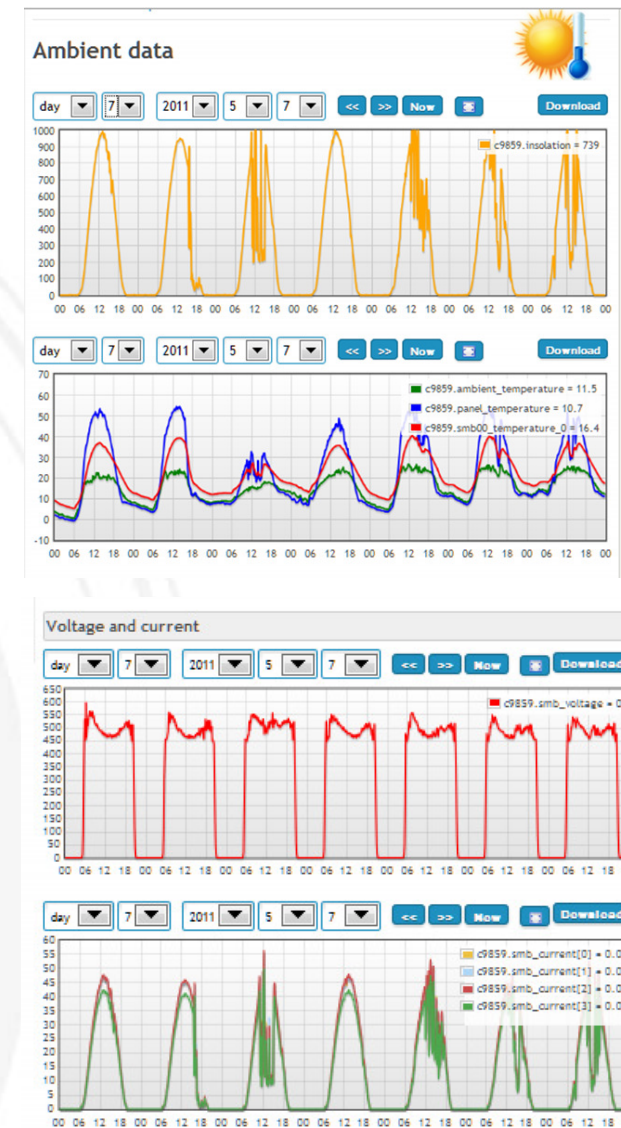 Ambient data
day 7 2011 5 7 << >> Now Download
1000
900
800
700
600
500
400
300
200
100
0
c9859.insolation = 739
00 06 12 18 00 06 12 18 00 06 12 18 00 06 12 18 00 06 12 18 00 06 12 18 00 06 12 18 00
day 7 2011 5 7 << >> Now Download
70
60
50
40
30
20
10
0
-10
c9859.ambient_temperature = 11.5
c9859.panel_temperature = 10.7
c9859.smb00_temperature_0 = 16.4
00 06 12 18 00 06 12 18 00 06 12 18 00 06 12 18 00 06 12 18 00 06 12 18 00 06 12 18 00
Voltage and current
day 7 2011 5 7 << >> Now Download
650
600
550
500
450
400
350
300
250
200
150
100
50
0
c9859.smb_voltage = 0
00 06 12 18 00 06 12 18 00 06 12 18 00 06 12 18 00 06 12 18 00 06 12 18 00 06 12 18
day 7 2011 5 7 << >> Now Download
60
55
50
45
40
35
30
25
20
15
10
5
0
c9859.smb_current[0] = 0.0
c9859.smb_current[1] = 0.0
c9859.smb_current[2] = 0.0
c9859.smb_current[3] = 0.0
00 06 12 18 00 06 12 18 00 06 12 18 00 06 12 18 00 06 12 18 00 06 12 18 00 06 12 18